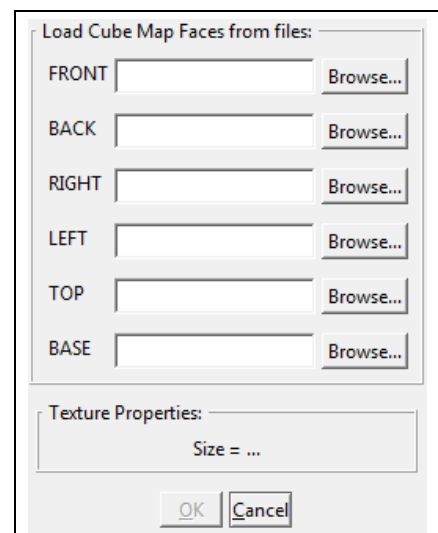 Load Cube Map Faces from files:
FRONT Browse...
BACK Browse...
RIGHT Browse...
LEFT Browse...
TOP Browse...
BASE Browse...
Texture Properties:
Size = ...
OK Cancel